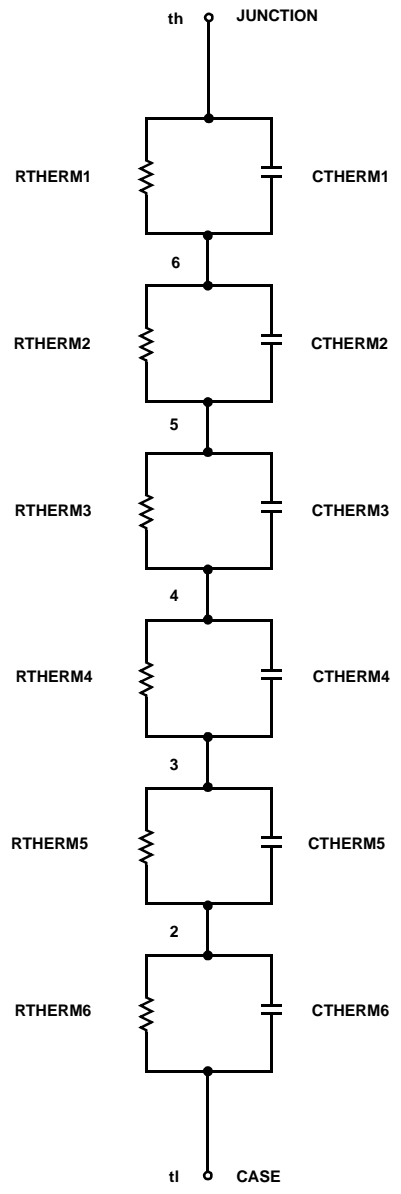 th JUNCTION
RTHERM1 CTHERM1
6
RTHERM2 CTHERM2
5
RTHERM3 CTHERM3
4
RTHERM4 CTHERM4
3
RTHERM5 CTHERM5
2
RTHERM6 CTHERM6
tl CASE